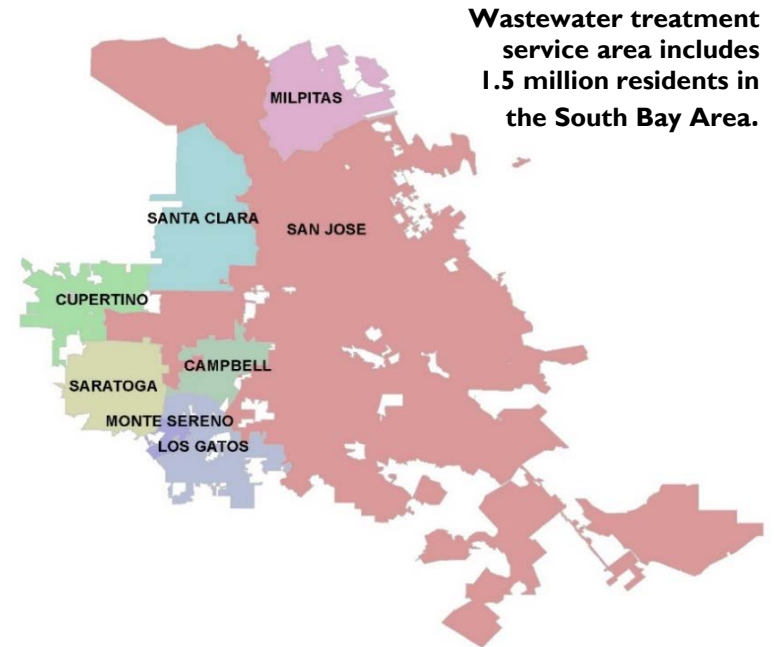 Wastewater treatment
service area includes
1.5 million residents in
the South Bay Area.
MILPITAS
SANTA CLARA
SAN JOSE
CUPERTINO
CAMPBELL
SARATOGA
MONTE SERENO
LOS GATOS